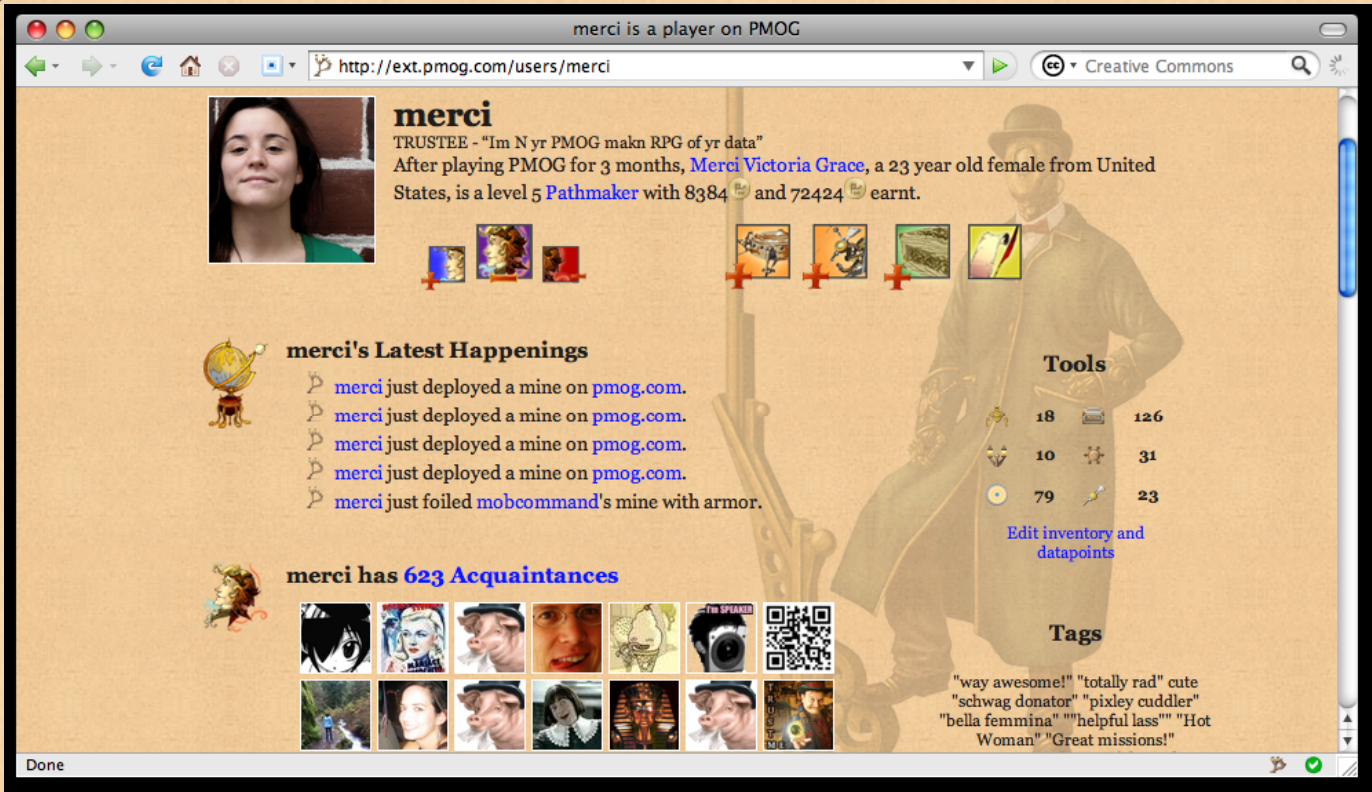 merci is a player on PMOG
http://ext.pmog.com/users/merci
cc
Creative Commons
merci
TRUSTEE - “Im N yr PMOG makn RPG of yr data”
After playing PMOG for 3 months, Merci Victoria Grace, a 23 year old female from United
States, is a level 5 Pathmaker with 8384 and 72424 earnt.
merci's Latest Happenings
merci just deployed a mine on pmog.com.
merci just deployed a mine on pmog.com.
merci just deployed a mine on pmog.com.
merci just deployed a mine on pmog.com.
merci just foiled mobcommand's mine with armor.
Tools
18 126
10 31
79 23
Edit inventory and
datapoints
merci has 623 Acquaintances
I'm SPEAKER
TRUST ME
Tags
"way awesome!" "totally rad" cute
"schwag donator" "pixley cuddler"
"bella femmina" ""helpful lass"" "Hot
Woman" "Great missions!"
Done